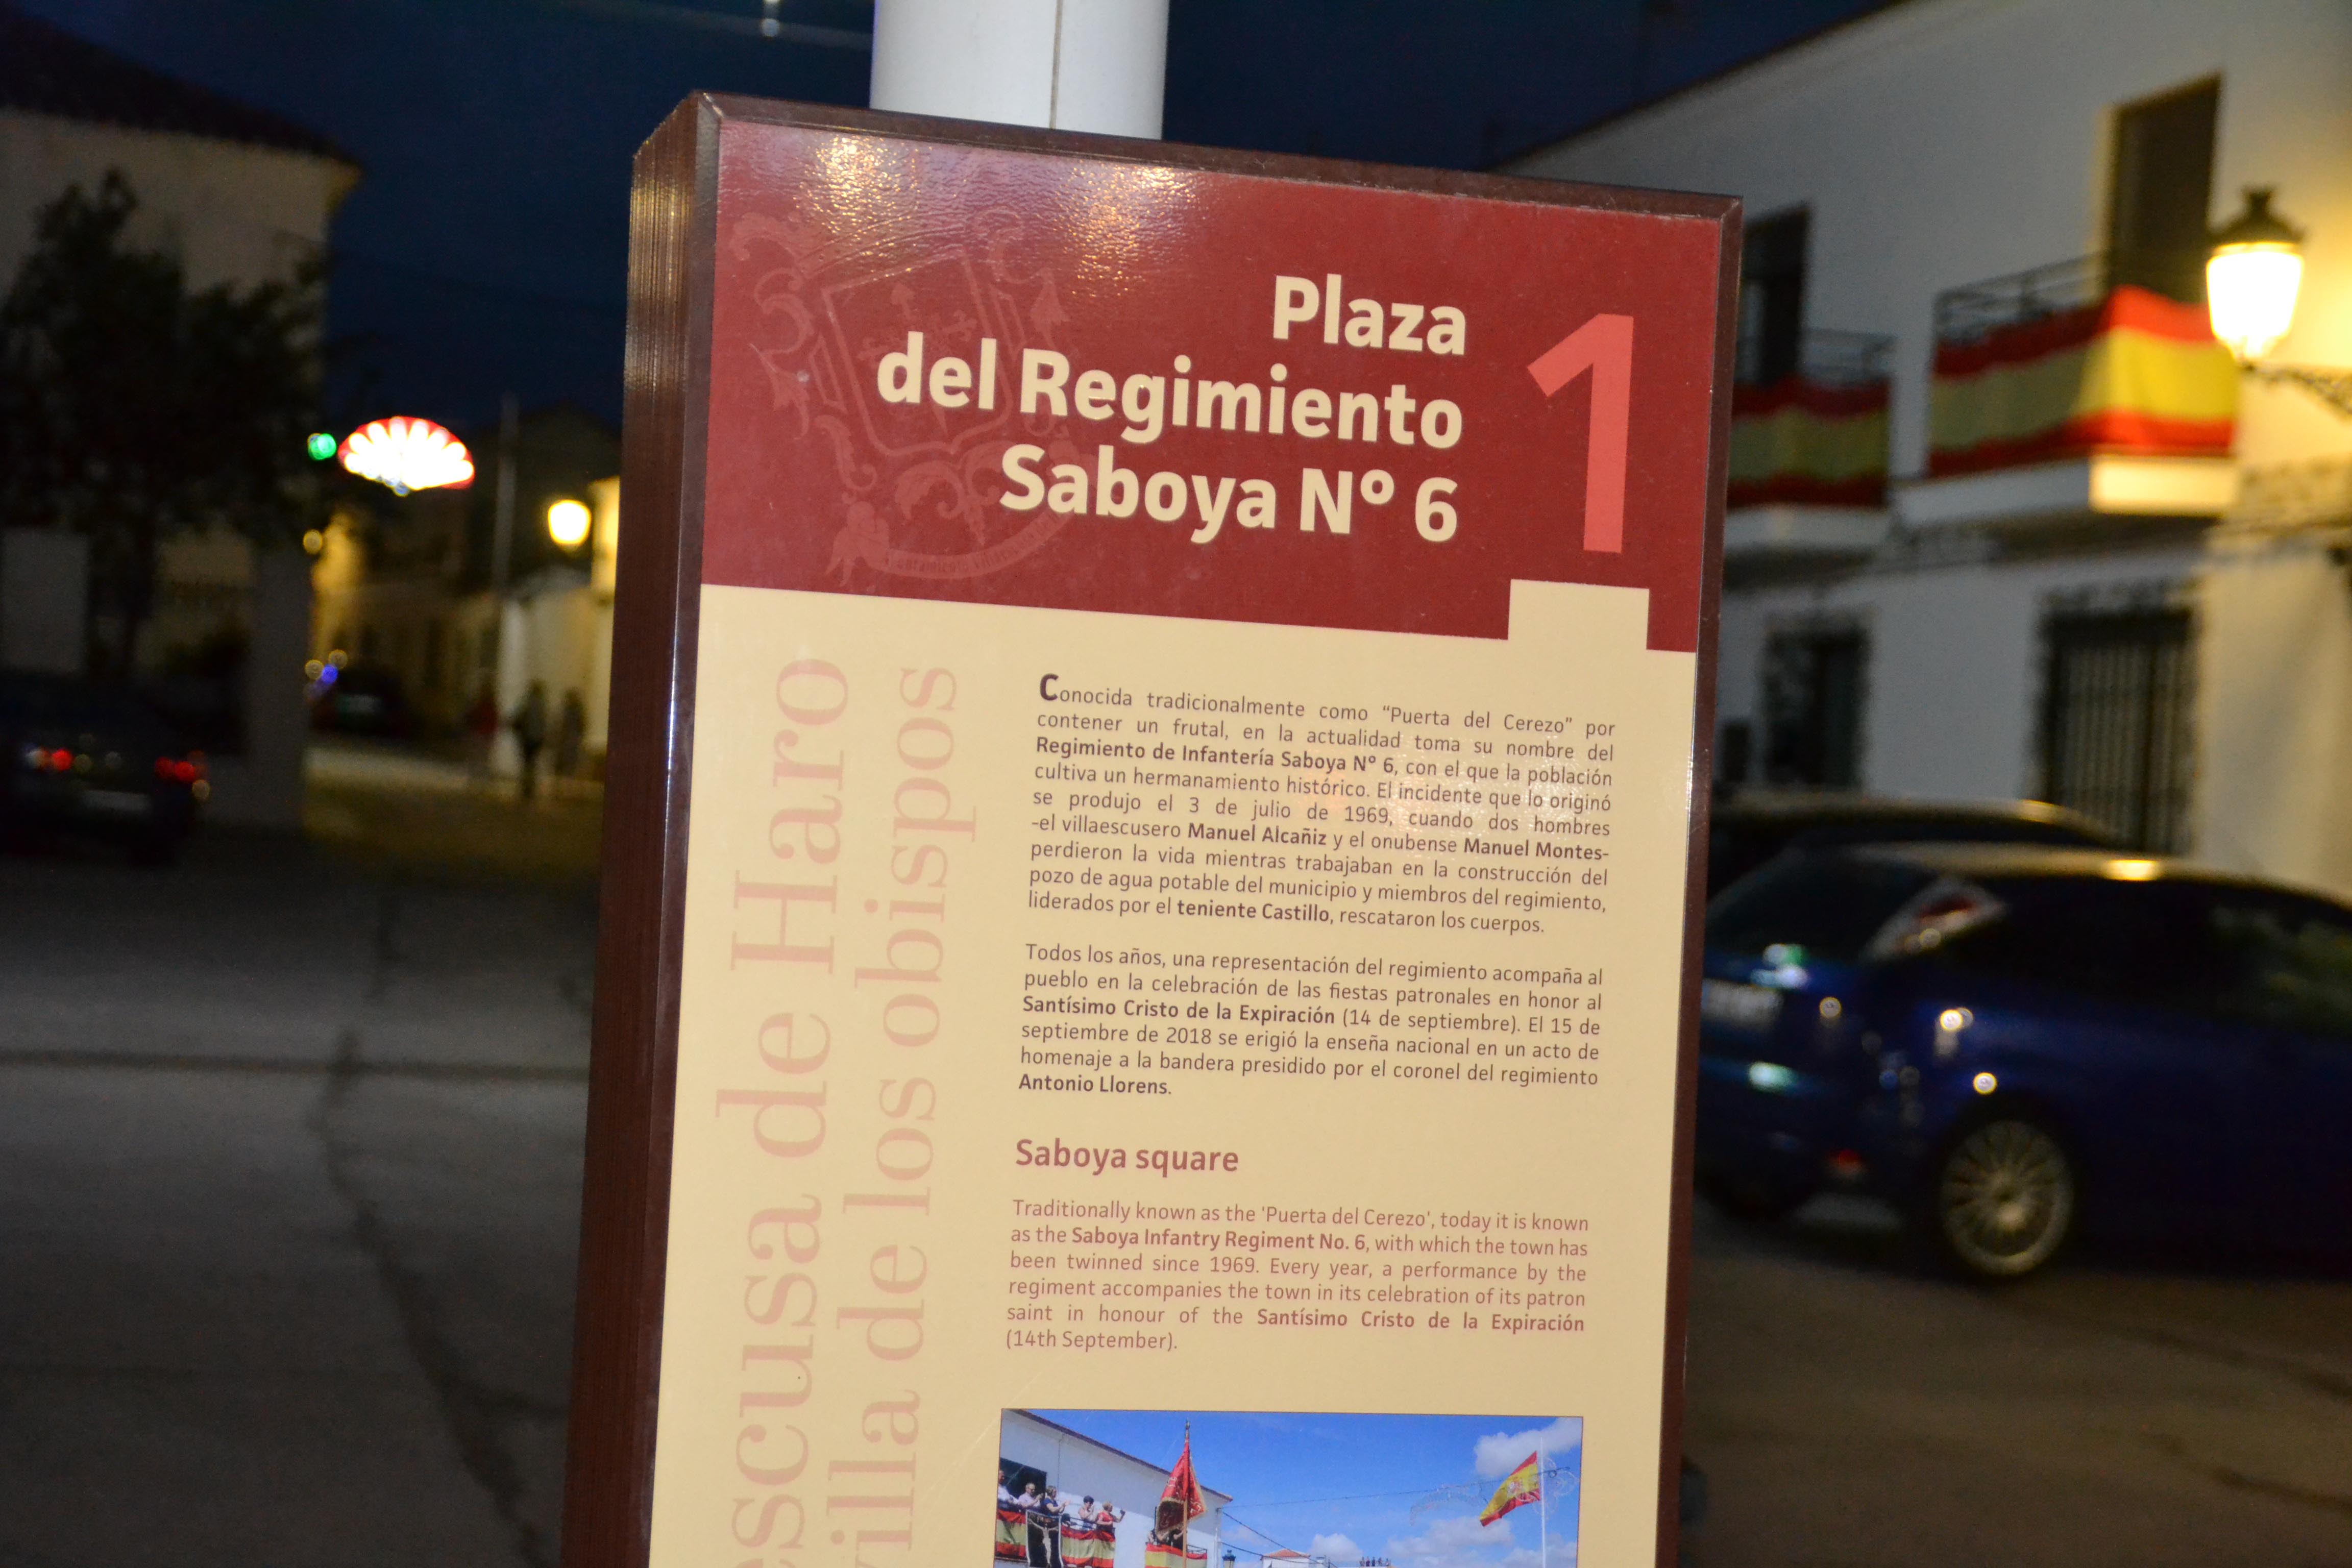 Plaza
del Regimiento
Saboya Nº 6
1
Conocida tradicionalmente como “Puerta del Cerezo” por
contener un frutal, en la actualidad toma su nombre del
Regimiento de Infantería Saboya Nº 6, con el que la población
cultiva un hermanamiento histórico. El incidente que lo originó
se produjo el 3 de julio de 1969, cuando dos hombres
-el villaescusero Manuel Alcañiz y el onubense Manuel Montes-
perdieron la vida mientras trabajaban en la construcción del
pozo de agua potable del municipio y miembros del regimiento,
liderados por el teniente Castillo, rescataron los cuerpos.
Todos los años, una representación del regimiento acompaña al
pueblo en la celebración de las fiestas patronales en honor al
Santísimo Cristo de la Expiración (14 de septiembre). El 15 de
septiembre de 2018 se erigió la enseña nacional en un acto de
homenaje a la bandera presidido por el coronel del regimiento
Antonio Llorens.
Saboya square
Traditionally known as the 'Puerta del Cerezo', today it is known
as the Saboya Infantry Regiment No. 6, with which the town has
been twinned since 1969. Every year, a performance by the
regiment accompanies the town in its celebration of its patron
saint in honour of the Santísimo Cristo de la Expiración
(14th September).
escusa de Haro
villa de los obispos